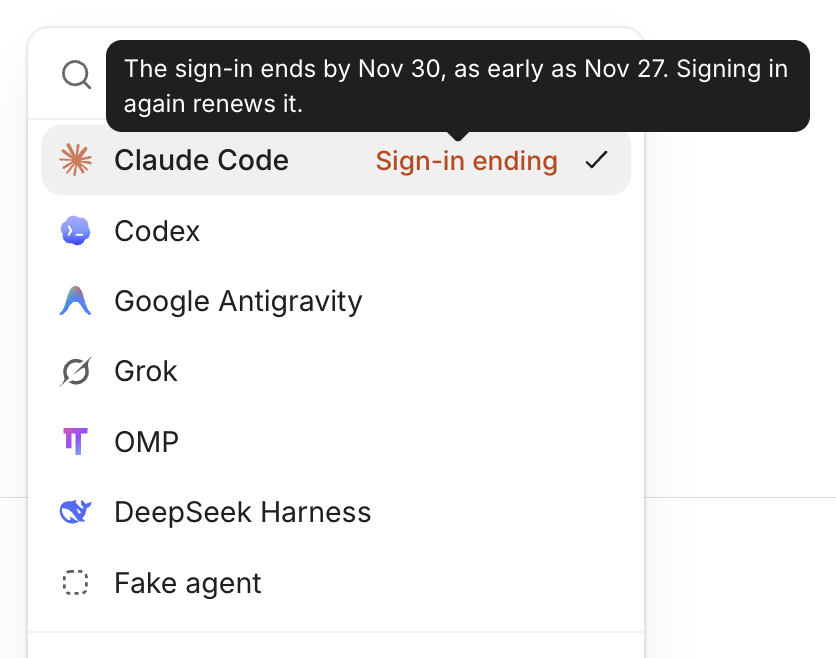 The sign-in ends by Nov 30, as early as Nov 27. Signing in
again renews it.
Claude Code Sign-in ending
Codex
Google Antigravity
Grok
OMP
DeepSeek Harness
Fake agent